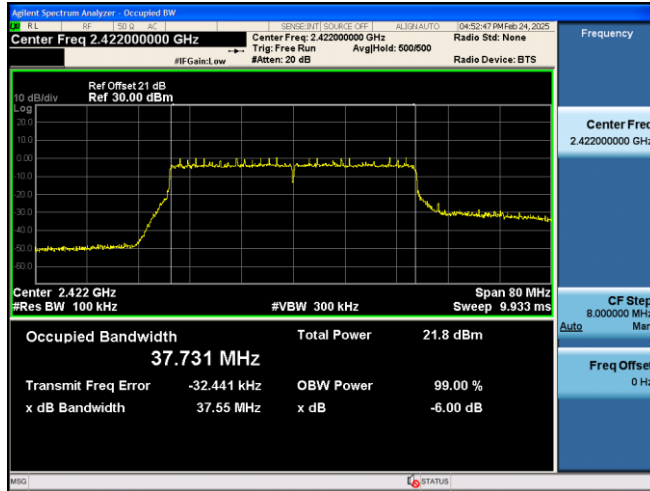 Agilent Spectrum Analyzer - Occupied BW
RL RF 50 Ω AC SENSE:INT SOURCE OFF ALIGN AUTO 04:52:47 PM Feb 24, 2025
Center Freq 2.422000000 GHz
Center Freq: 2.422000000 GHz Radio Std: None
Trig: Free Run Avg|Hold: 500/500
#IFGain:Low #Atten: 20 dB Radio Device: BTS
Frequency
Ref Offset 21 dB
10 dB/div Ref 30.00 dBm
Log
20.0
10.0
0.00
-10.0
-20.0
-30.0
-40.0
-50.0
-60.0
Center 2.422 GHz Span 80 MHz
#Res BW 100 kHz #VBW 300 kHz Sweep 9.933 ms
Occupied Bandwidth Total Power 21.8 dBm
37.731 MHz
Transmit Freq Error -32.441 kHz OBW Power 99.00 %
x dB Bandwidth 37.55 MHz x dB -6.00 dB
Center Freq
2.422000000 GHz
CF Step
8.000000 MHz
Auto Man
Freq Offset
0 Hz
MSG STATUS